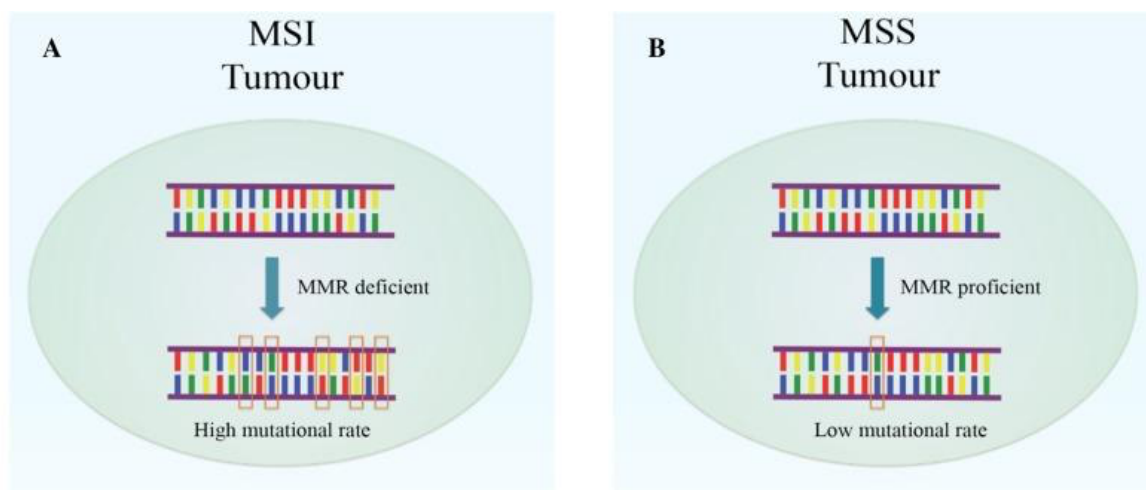 A
MSI
Tumour
MMR deficient
High mutational rate
B
MSS
Tumour
MMR proficient
Low mutational rate